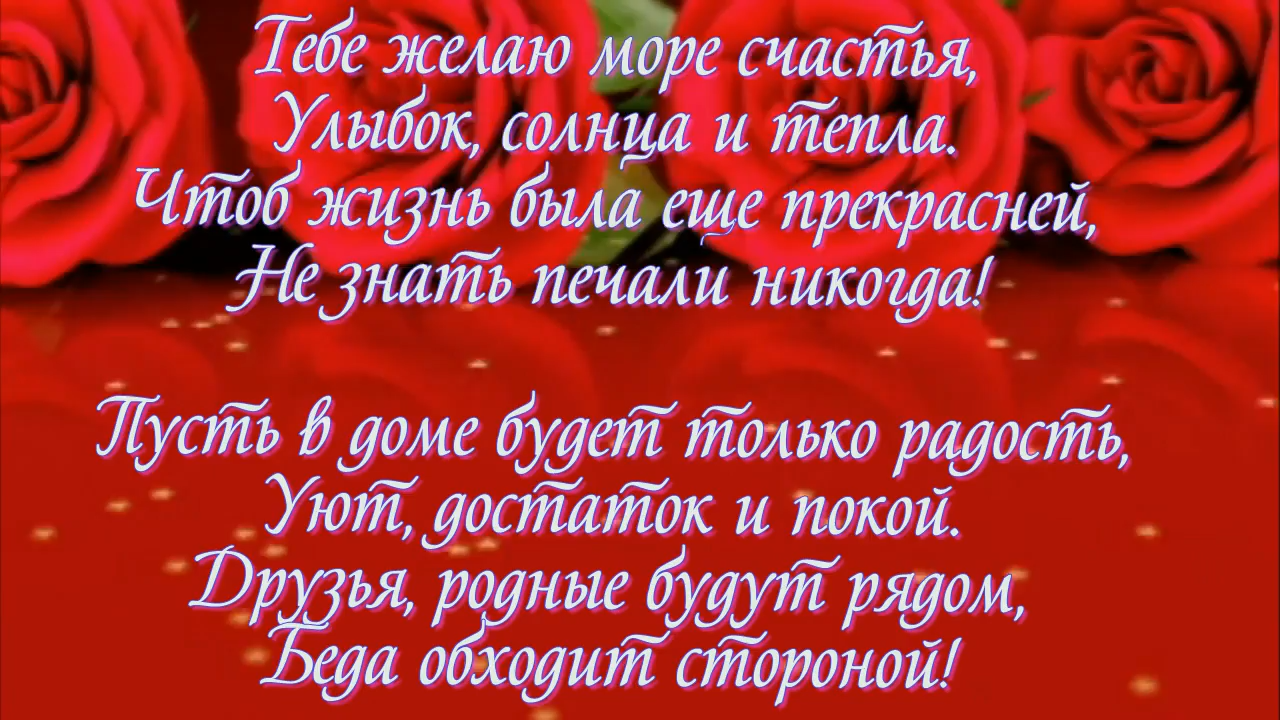 Тебе желаю море счастья,
Улыбок, солнца и тепла.
Чтоб жизнь была еще прекрасней,
Не знать печали никогда!
Пусть в доме будет только радость,
Уют, достаток и покой.
Друзья, родные будут рядом,
Беда обходит стороной!